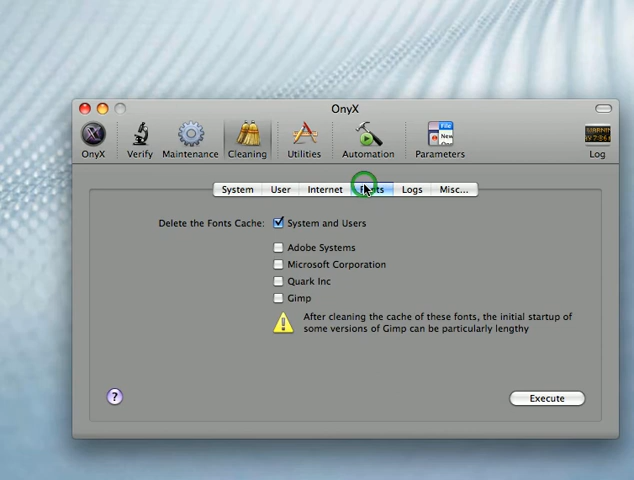 OnyX
OnyX Verify Maintenance Cleaning Utilities Automation Parameters Log
System User Internet Fonts Logs Misc...
Delete the Fonts Cache: System and Users
Adobe Systems
Microsoft Corporation
Quark Inc
Gimp
After cleaning the cache of these fonts, the initial startup of
some versions of Gimp can be particularly lengthy
?
Execute